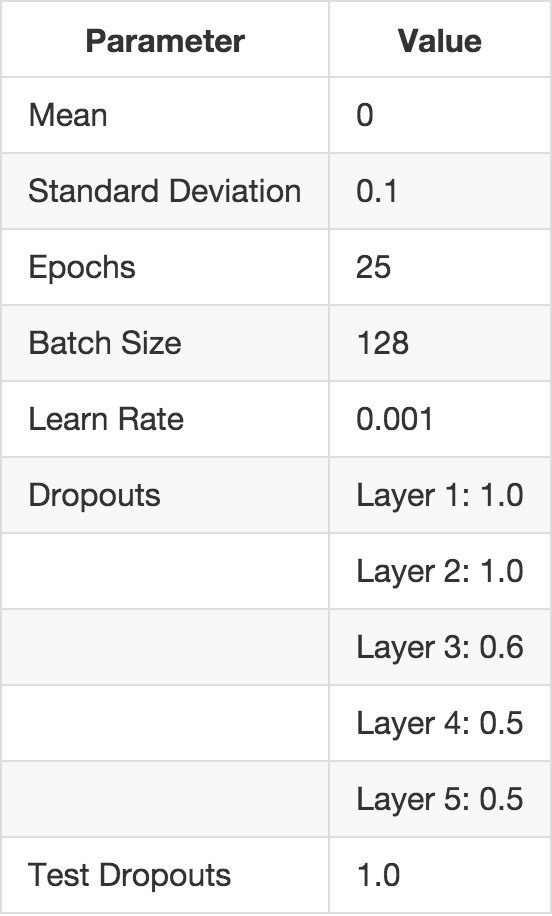 Parameter Value
Mean 0
Standard Deviation 0.1
Epochs 25
Batch Size 128
Learn Rate 0.001
Dropouts Layer 1: 1.0
Layer 2: 1.0
Layer 3: 0.6
Layer 4: 0.5
Layer 5: 0.5
Test Dropouts 1.0